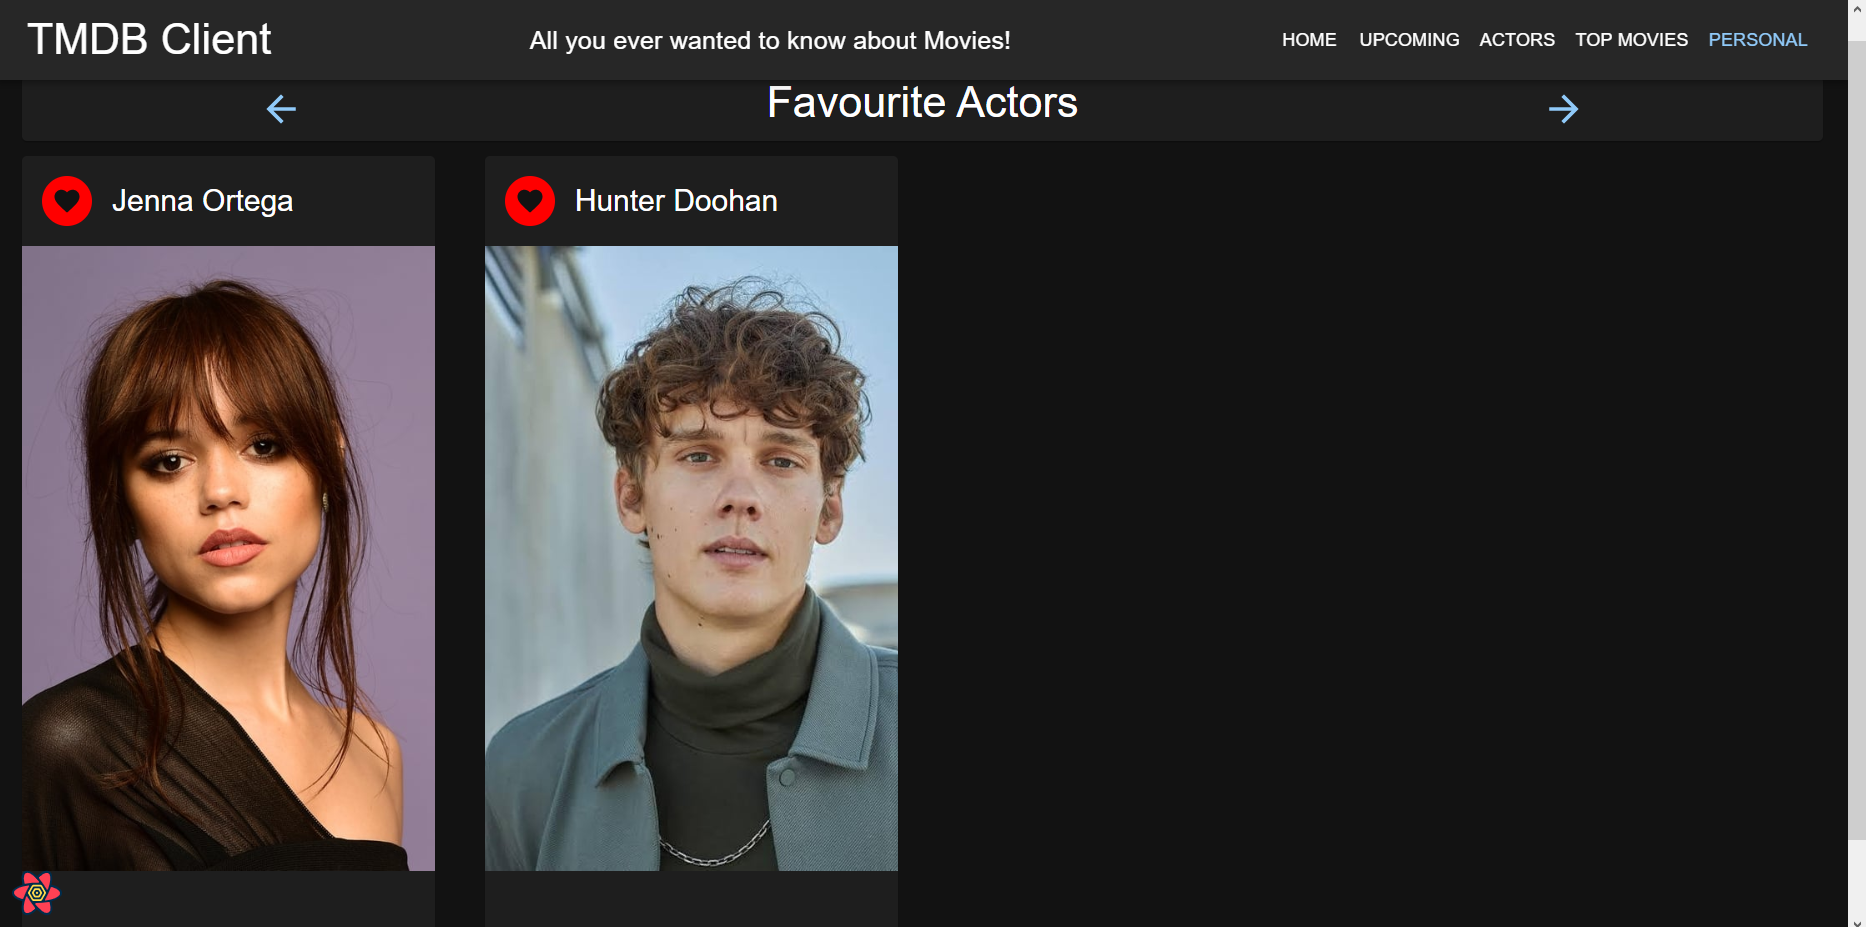 TMDB Client
All you ever wanted to know about Movies!
HOME UPCOMING ACTORS TOP MOVIES PERSONAL
Favourite Actors
Jenna Ortega
Hunter Doohan